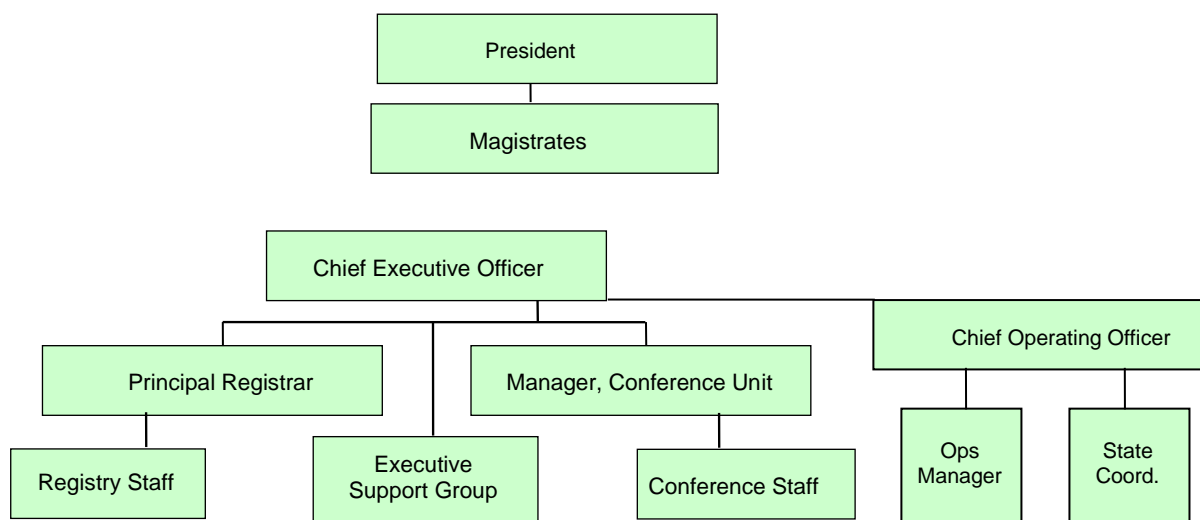 President
Magistrates
Chief Executive Officer
Chief Operating Officer
Principal Registrar
Manager, Conference Unit
Registry Staff
Executive
Support Group
Conference Staff
Ops
Manager
State
Coord.